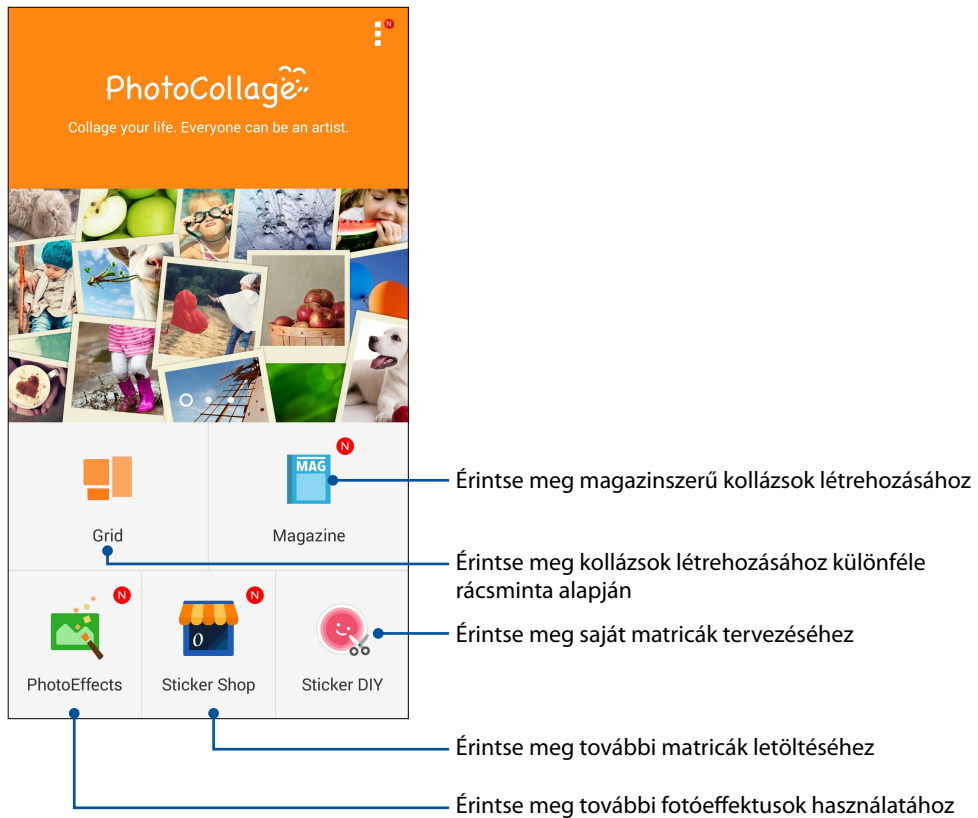 N
PhotoCollage
Collage your life. Everyone can be an artist.
N
MAG
Grid
Magazine
Érintse meg magazinszerű kollázsok létrehozásához
Érintse meg kollázsok létrehozásához különféle
rácsminta alapján
N
N
0
PhotoEffects
Sticker Shop
Sticker DIY
Érintse meg saját matricák tervezéséhez
Érintse meg további matricák letöltéséhez
Érintse meg további fotóeffektusok használatához